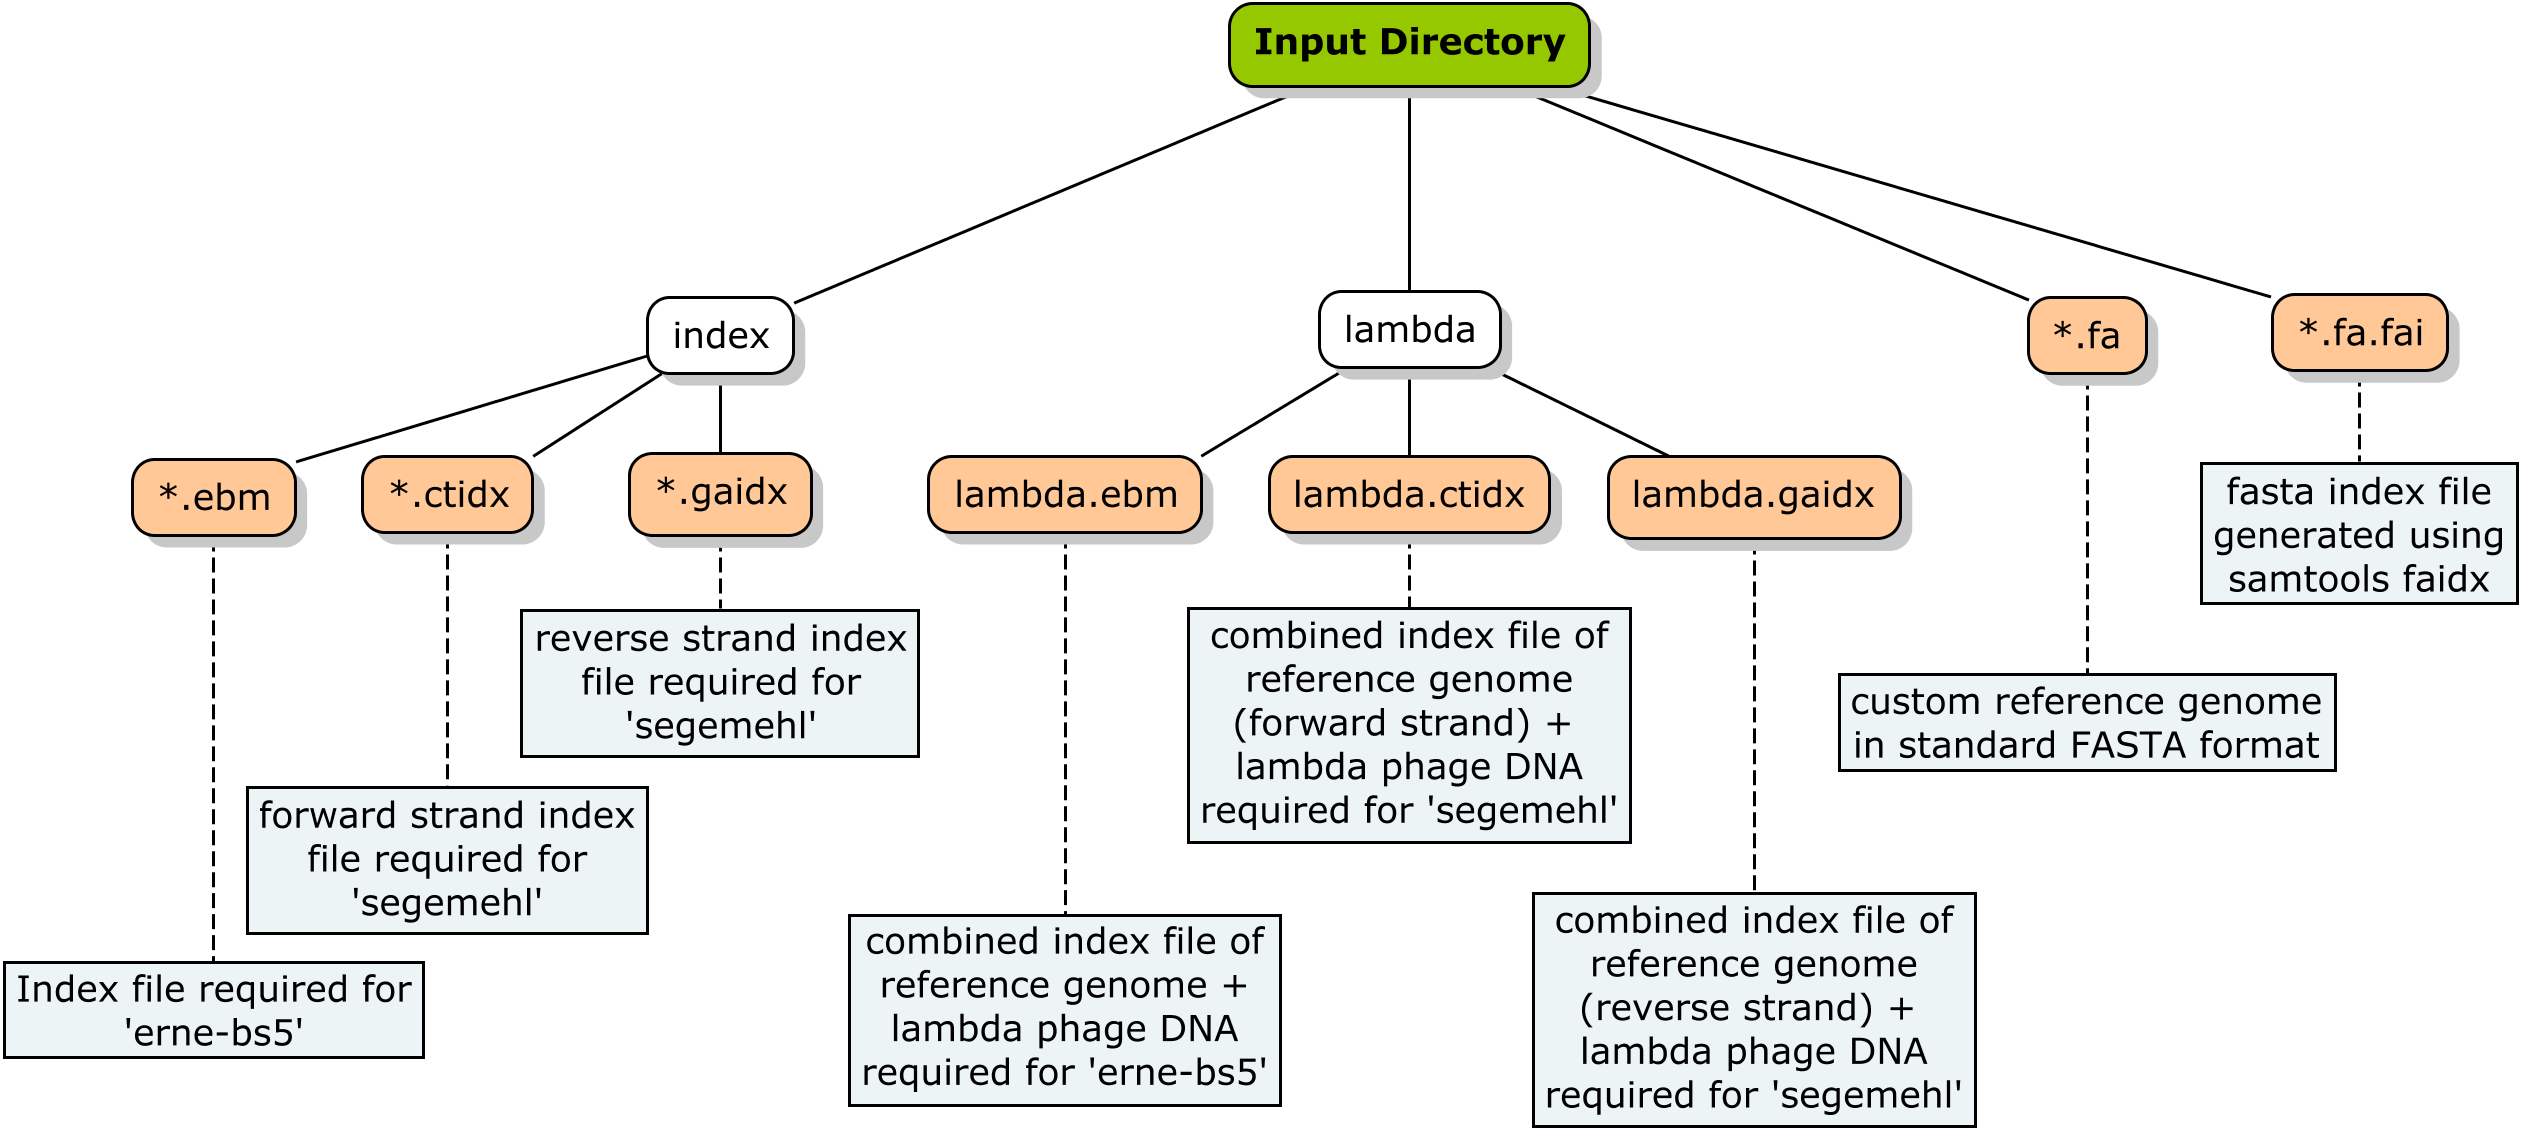 Input Directory
index
lambda
*.fa
*.fa.fai
*.ebm
*.ctidx
*.gaidx
lambda.ebm
lambda.ctidx
lambda.gaidx
fasta index file
generated using
samtools faidx
reverse strand index
file required for
'segemehl'
combined index file of
reference genome
(forward strand) +
lambda phage DNA
required for 'segemehl'
custom reference genome
in standard FASTA format
forward strand index
file required for
'segemehl'
Index file required for
'erne-bs5'
combined index file of
reference genome +
lambda phage DNA
required for 'erne-bs5'
combined index file of
reference genome
(reverse strand) +
lambda phage DNA
required for 'segemehl'